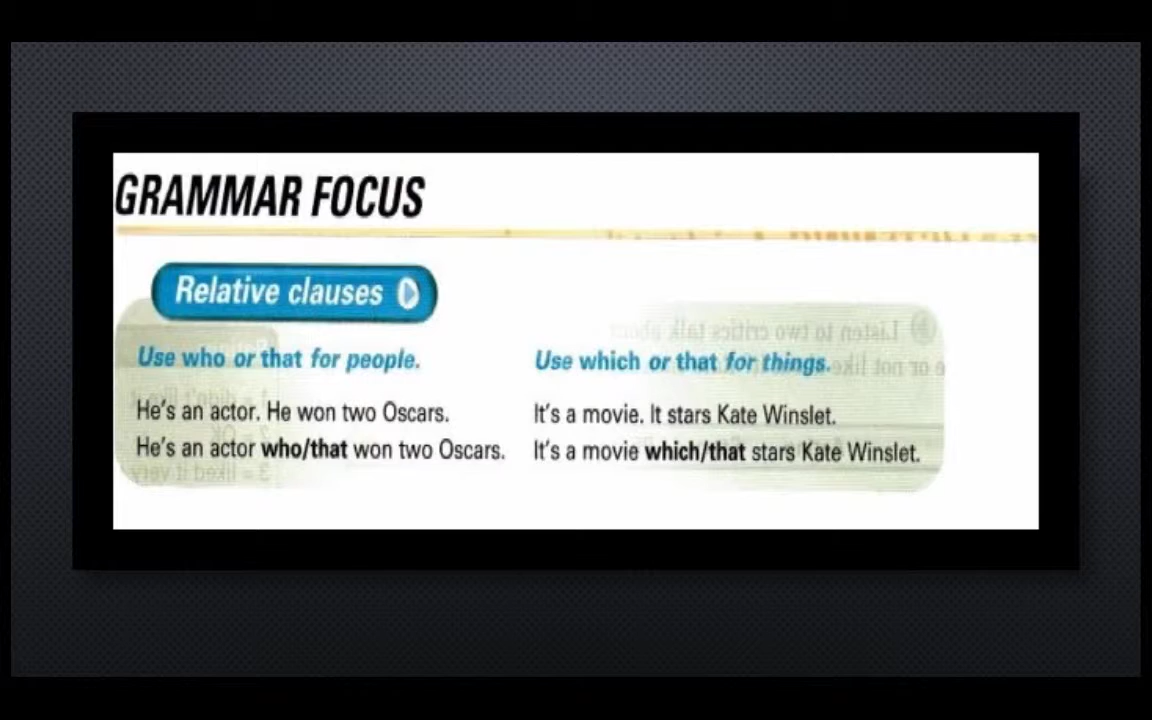 GRAMMAR FOCUS
Relative clauses
Use who or that for people.
He's an actor. He won two Oscars.
He's an actor who/that won two Oscars.
Use which or that for things.
It's a movie. It stars Kate Winslet.
It's a movie which/that stars Kate Winslet.